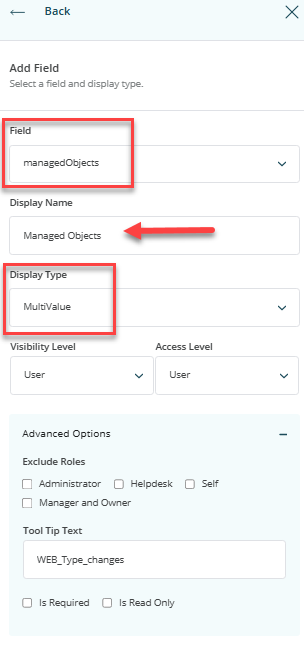 Back
Add Field
Select a field and display type.
Field
managedObjects
Display Name
Managed Objects
Display Type
MultiValue
Visibility Level Access Level
User User
Advanced Options
Exclude Roles
Administrator Helpdesk Self
Manager and Owner
Tool Tip Text
WEB_Type_changes
Is Required Is Read Only